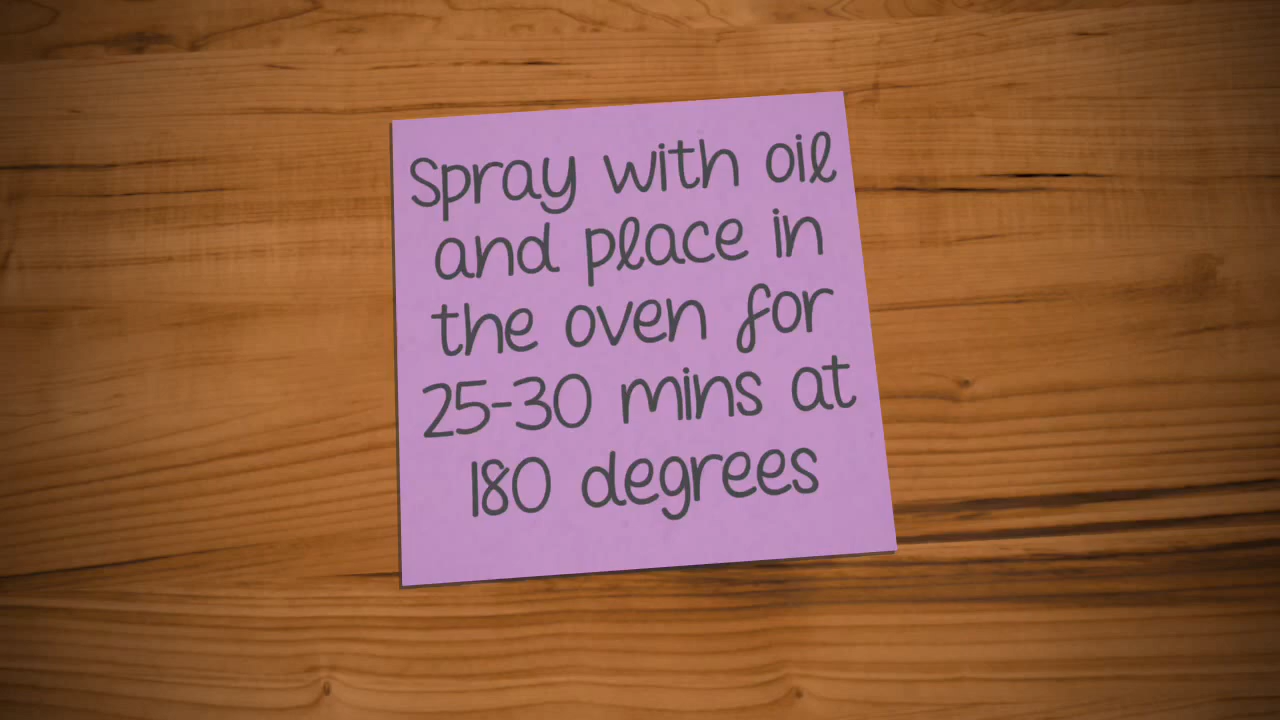 Spray with oil
and place in
the oven for
25-30 mins at
180 degrees